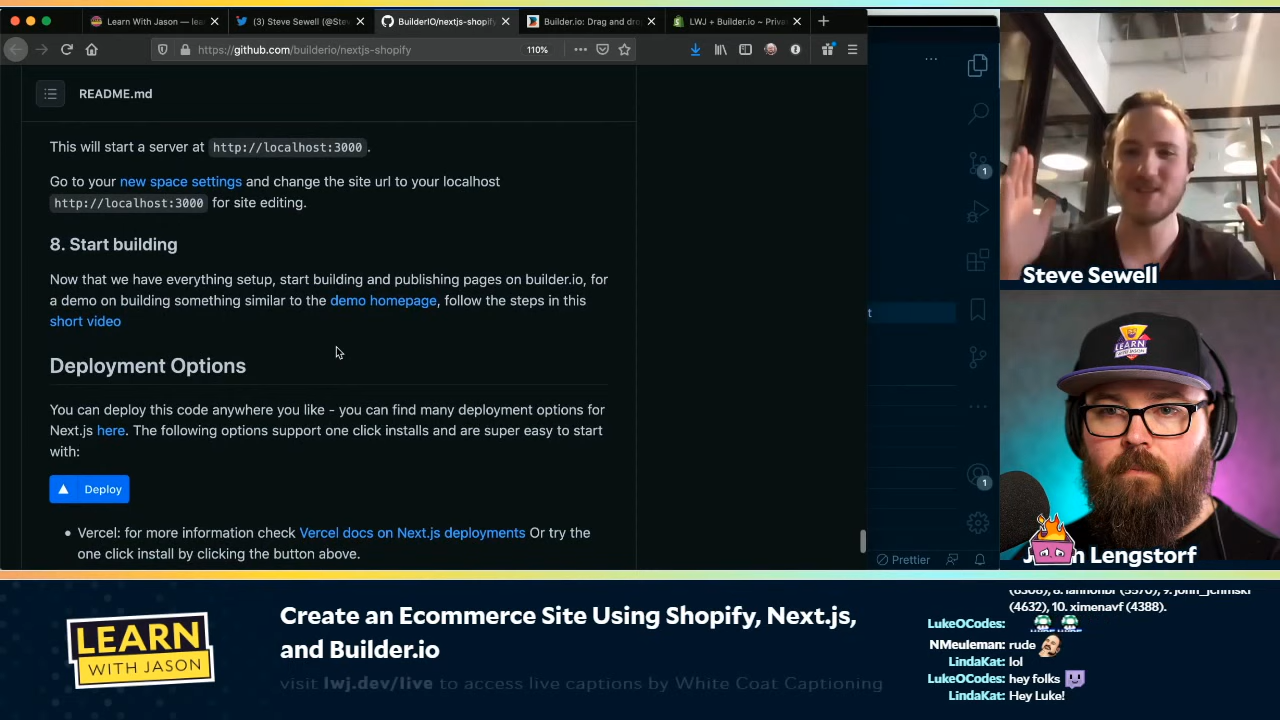 Learn With Jason — lea
(3) Steve Sewell (@Steve
BuilderIO/nextjs-shopify
Builder.io: Drag and dro
LWJ + Builder.io ~ Priva
https://github.com/builderio/nextjs-shopify
110%
README.md
This will start a server at http://localhost:3000.
Go to your new space settings and change the site url to your localhost
http://localhost:3000 for site editing.
8. Start building
Now that we have everything setup, start building and publishing pages on builder.io, for
a demo on building something similar to the demo homepage, follow the steps in this
short video
Deployment Options
You can deploy this code anywhere you like - you can find many deployment options for
Next.js here. The following options support one click installs and are super easy to start
with:
Deploy
Vercel: for more information check Vercel docs on Next.js deployments Or try the
one click install by clicking the button above.
1
1
Prettier
Steve Sewell
LEARN
Lengstorf
LEARN
WITH JASON
Create an Ecommerce Site Using Shopify, Next.js,
and Builder.io
visit lwj.dev/live to access live captions by White Coat Captioning
(4632), 10. ximenavf (4388).
LukeOCodes:
NMeuleman: rude
LindaKat: lol
LukeOCodes: hey folks
LindaKat: Hey Luke!